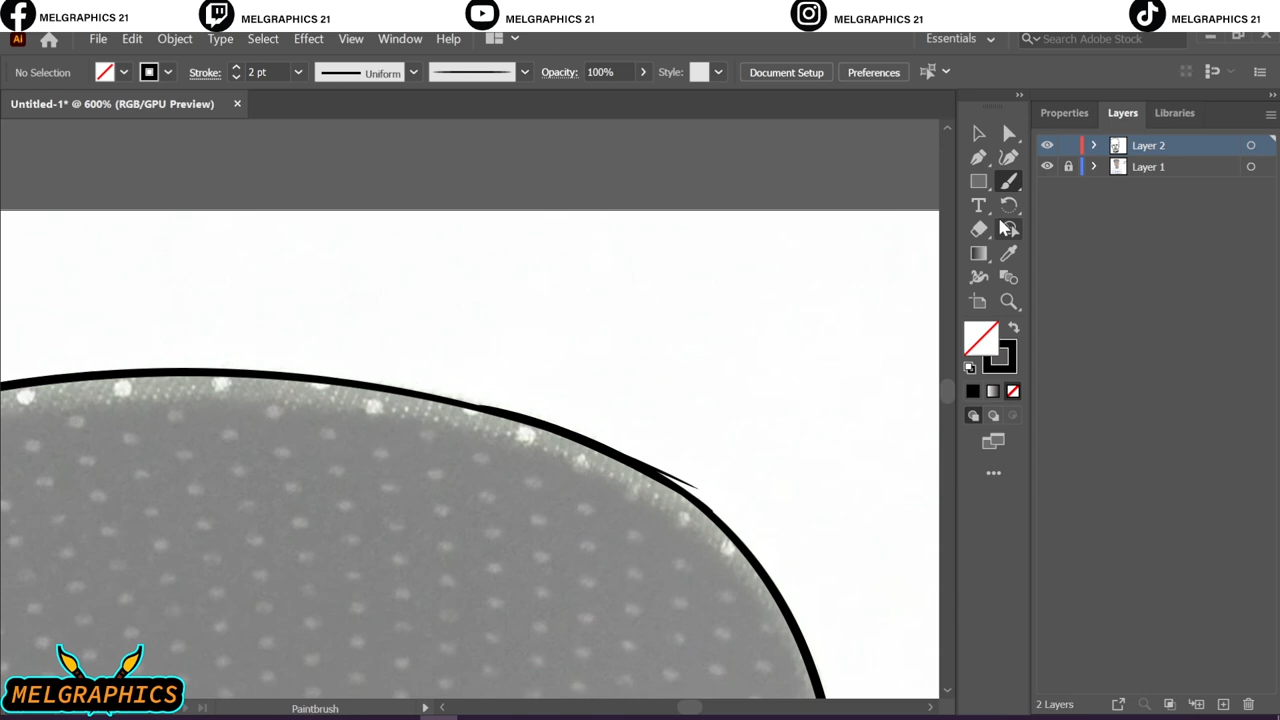 MELGRAPHICS 21 MELGRAPHICS 21 MELGRAPHICS 21 MELGRAPHICS 21 MELGRAPHICS 21
Ai File Edit Object Type Select Effect View Window Help Essentials Search Adobe Stock
No Selection Stroke: 2 pt Uniform Opacity: 100% Style: Document Setup Preferences
Untitled-1* @ 600% (RGB/GPU Preview)
Properties Layers Libraries
Layer 2
Layer 1
MELGRAPHICS
Paintbrush 2 Layers